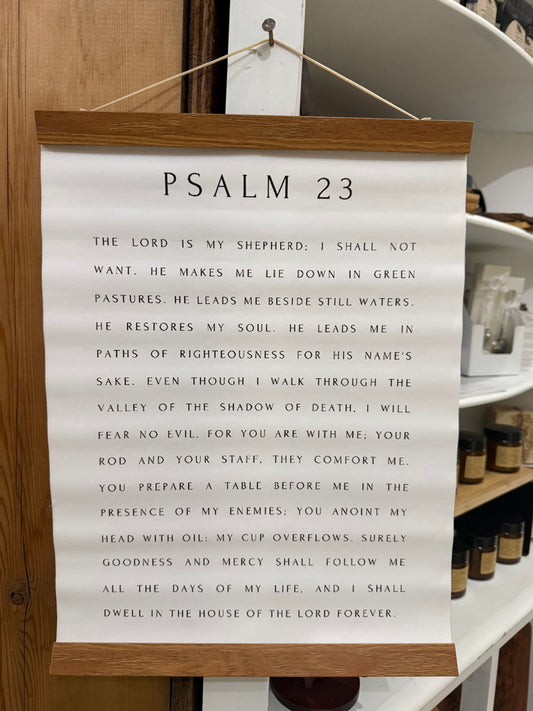 PSALM 23
THE LORD IS MY SHEPHERD; I SHALL NOT
WANT. HE MAKES ME LIE DOWN IN GREEN
PASTURES. HE LEADS ME BESIDE STILL WATERS.
HE RESTORES MY SOUL. HE LEADS ME IN
PATHS OF RIGHTEOUSNESS FOR HIS NAME'S
SAKE. EVEN THOUGH I WALK THROUGH THE
VALLEY OF THE SHADOW OF DEATH, I WILL
FEAR NO EVIL, FOR YOU ARE WITH ME; YOUR
ROD AND YOUR STAFF, THEY COMFORT ME.
YOU PREPARE A TABLE BEFORE ME IN THE
PRESENCE OF MY ENEMIES; YOU ANOINT MY
HEAD WITH OIL; MY CUP OVERFLOWS. SURELY
GOODNESS AND MERCY SHALL FOLLOW ME
ALL THE DAYS OF MY LIFE, AND I SHALL
DWELL IN THE HOUSE OF THE LORD FOREVER.